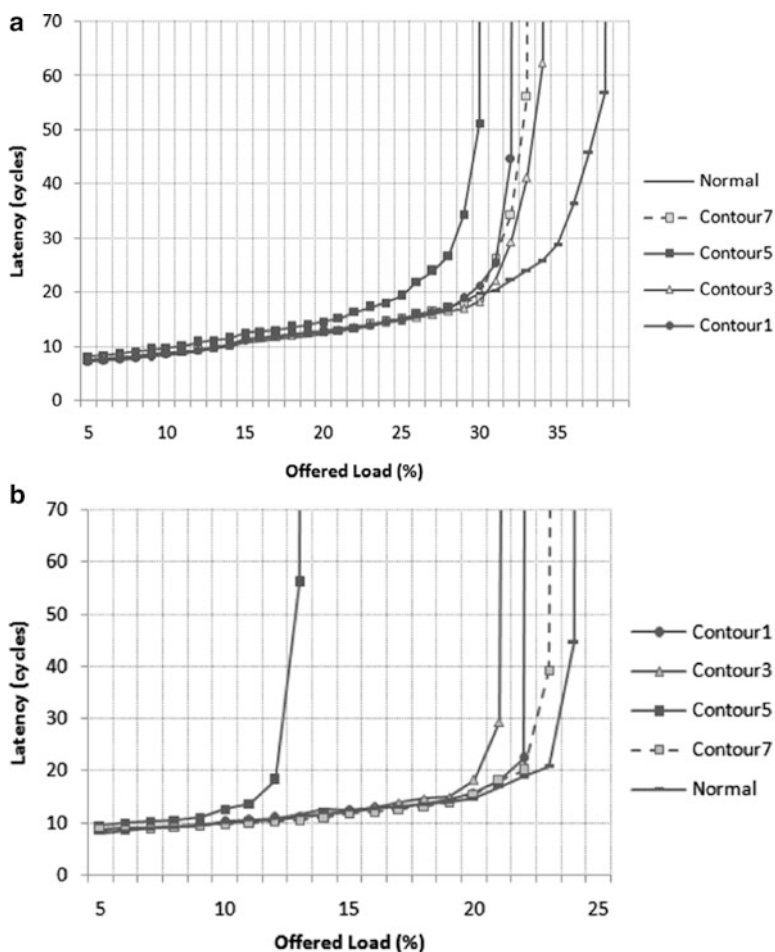 a
70
60
50
40
30
20
10
0
Latency (cycles)
5 10 15 20 25 30 35
Offered Load (%)
Normal
Contour7
Contour5
Contour3
Contour1
b
70
60
50
40
30
20
10
0
Latency (cycles)
5 10 15 20 25
Offered Load (%)
Contour1
Contour3
Contour5
Contour7
Normal